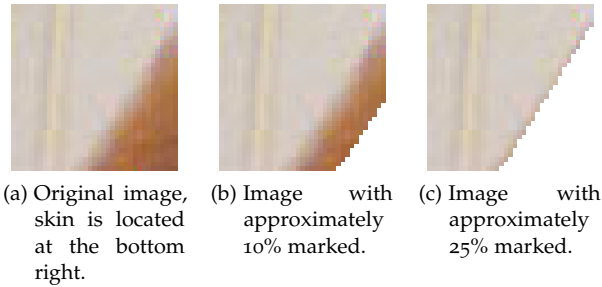 (a) Original image,
skin is located
at the bottom
right.
(b) Image with
approximately
10% marked.
(c) Image with
approximately
25% marked.